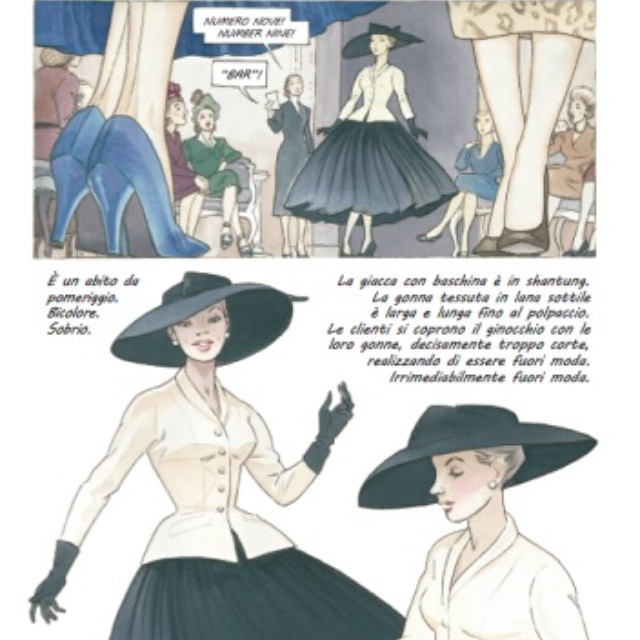 NUMERO NOVE!
NUMBER NINE!
"BAR"!
È un abito da
pomeriggio.
Bicolore.
Sobrio.
La giacca con baschina è in shantung.
La gonna tessuta in lana sottile
è larga e lunga fino al polpaccio.
Le clienti si coprono il ginocchio con le
loro gonne, decisamente troppo corte,
realizzando di essere fuori moda.
Irrimediabilmente fuori moda.